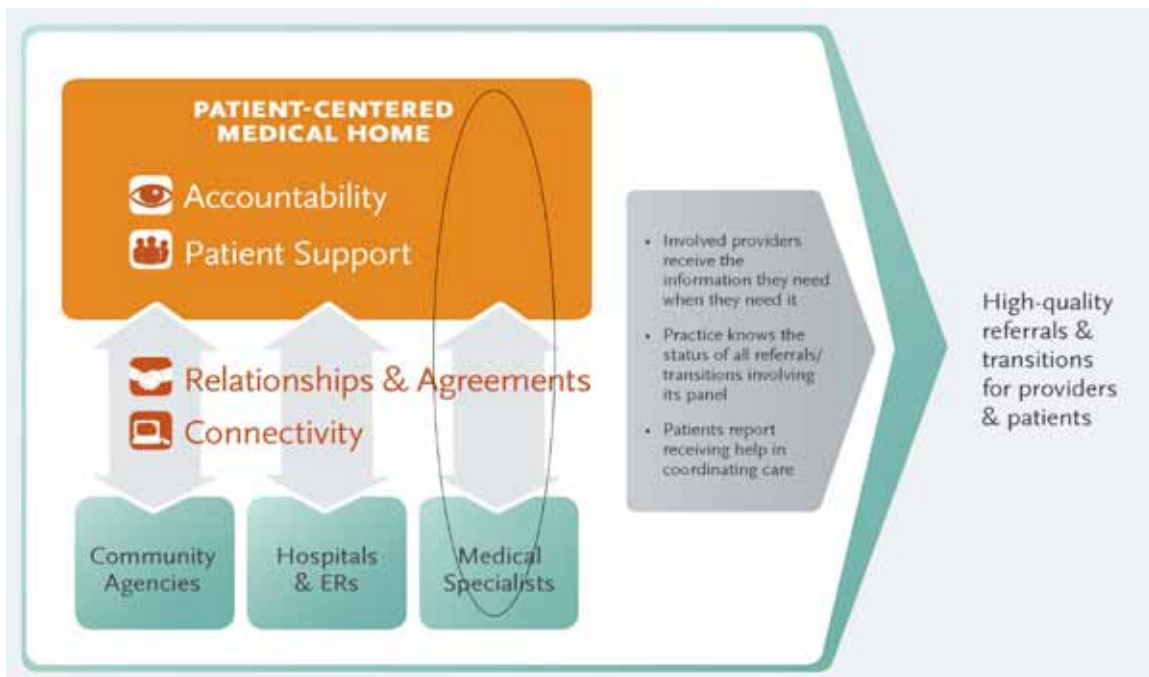 PATIENT-CENTERED
MEDICAL HOME
Accountability
Patient Support
Relationships & Agreements
Connectivity
Community
Agencies
Hospitals
& ERs
Medical
Specialists
• Involved providers
receive the
information they need
when they need it
• Practice knows the
status of all referrals/
transitions involving
its panel
• Patients report
receiving help in
coordinating care
High-quality
referrals &
transitions
for providers
& patients